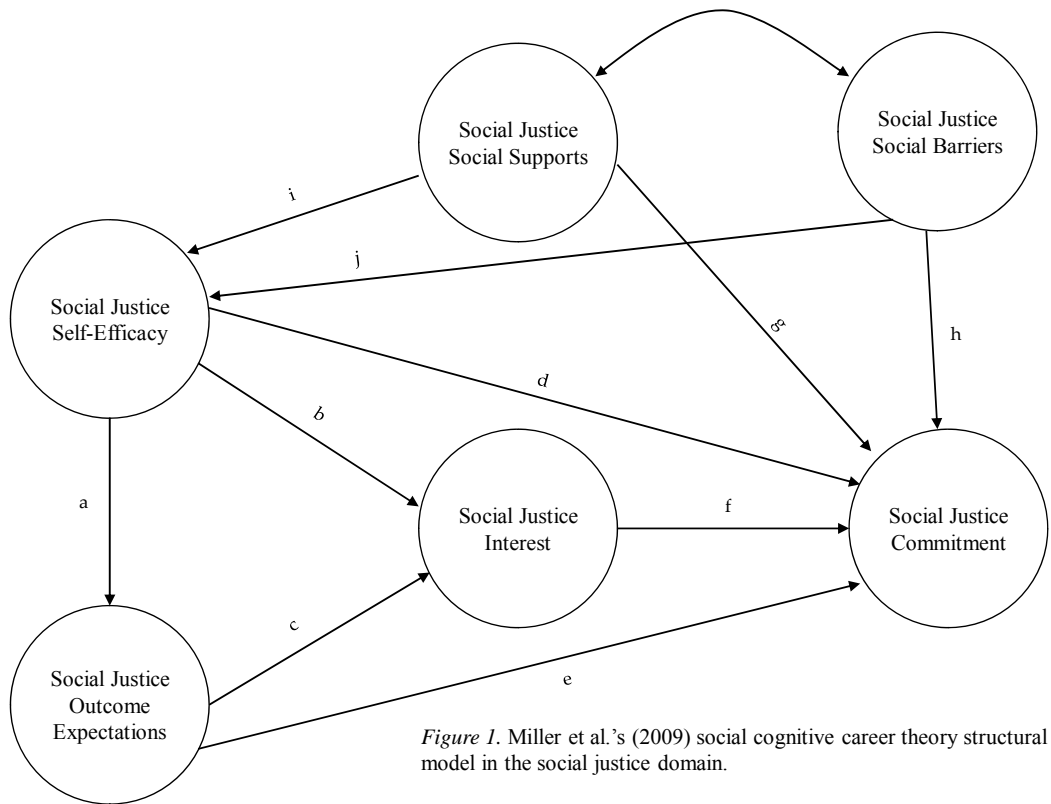 Social Justice
Social Supports
Social Justice
Social Barriers
i
j
Social Justice
Self-Efficacy
g
h
d
b
a
Social Justice
Interest
f
Social Justice
Commitment
c
Social Justice
Outcome
Expectations
e
Figure 1. Miller et al.’s (2009) social cognitive career theory structural
model in the social justice domain.